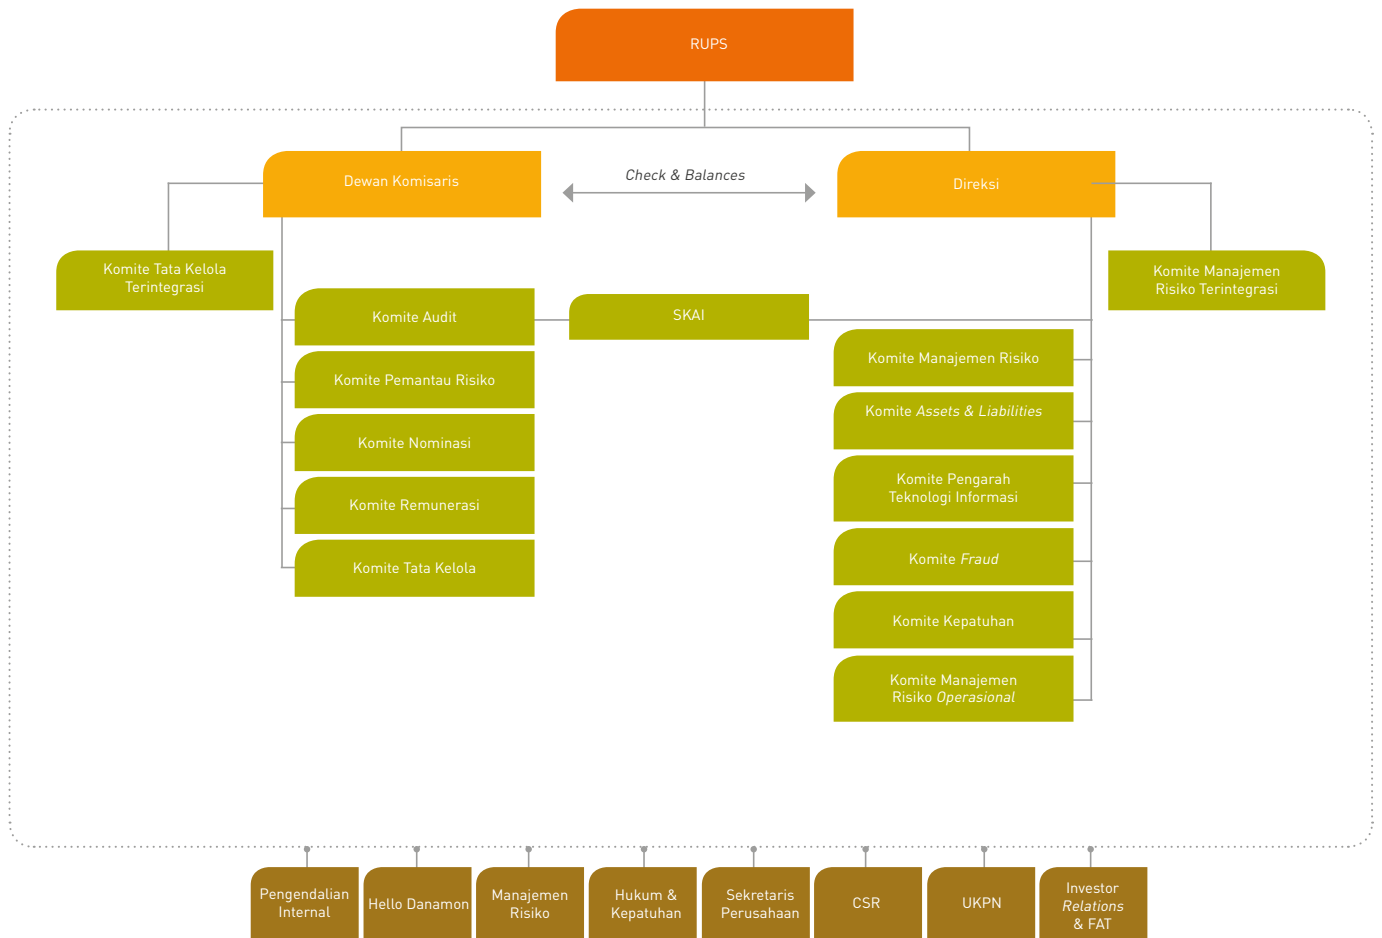 RUPS
Dewan Komisaris
Check & Balances
Direksi
Komite Tata Kelola
Terintegrasi
Komite Manajemen
Risiko Terintegrasi
Komite Audit
SKAI
Komite Pemantau Risiko
Komite Nominasi
Komite Remunerasi
Komite Tata Kelola
Komite Manajemen Risiko
Komite Assets & Liabilities
Komite Pengarah
Teknologi Informasi
Komite Fraud
Komite Kepatuhan
Komite Manajemen
Risiko Operasional
Pengendalian
Internal
Hello Danamon
Manajemen
Risiko
Hukum &
Kepatuhan
Sekretaris
Perusahaan
CSR
UKPN
Investor
Relations
& FAT